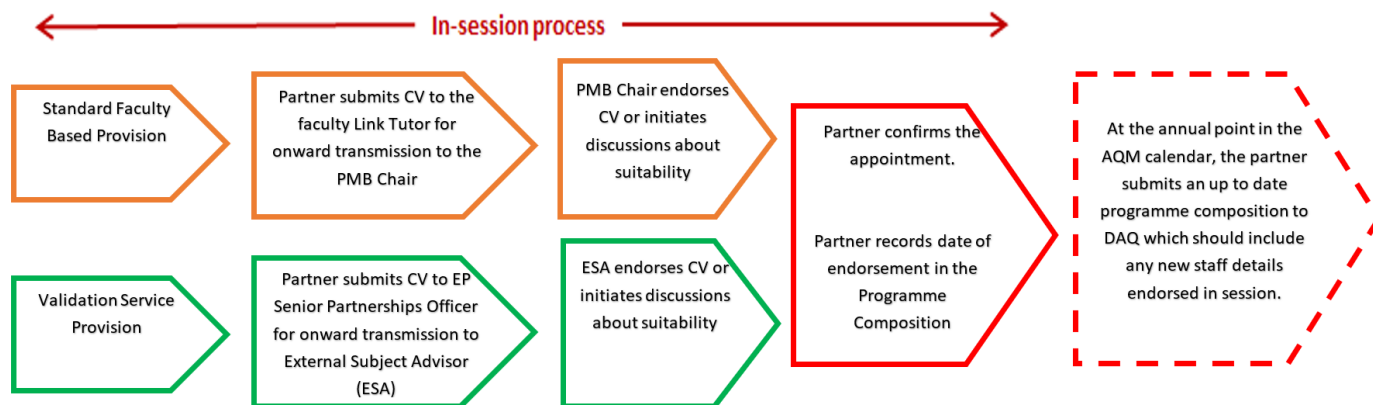 In-session process
Standard Faculty
Based Provision
Partner submits CV to the
faculty Link Tutor for
onward transmission to the
PMB Chair
PMB Chair endorses
CV or initiates
discussions about
suitability
Validation Service
Provision
Partner submits CV to EP
Senior Partnerships Officer
for onward transmission to
External Subject Advisor
(ESA)
ESA endorses CV or
initiates discussions
about suitability
Partner confirms the
appointment.
Partner records date of
endorsement in the
Programme
Composition
At the annual point in the
AQM calendar, the partner
submits an up to date
programme composition to
DAQ which should include
any new staff details
endorsed in session.